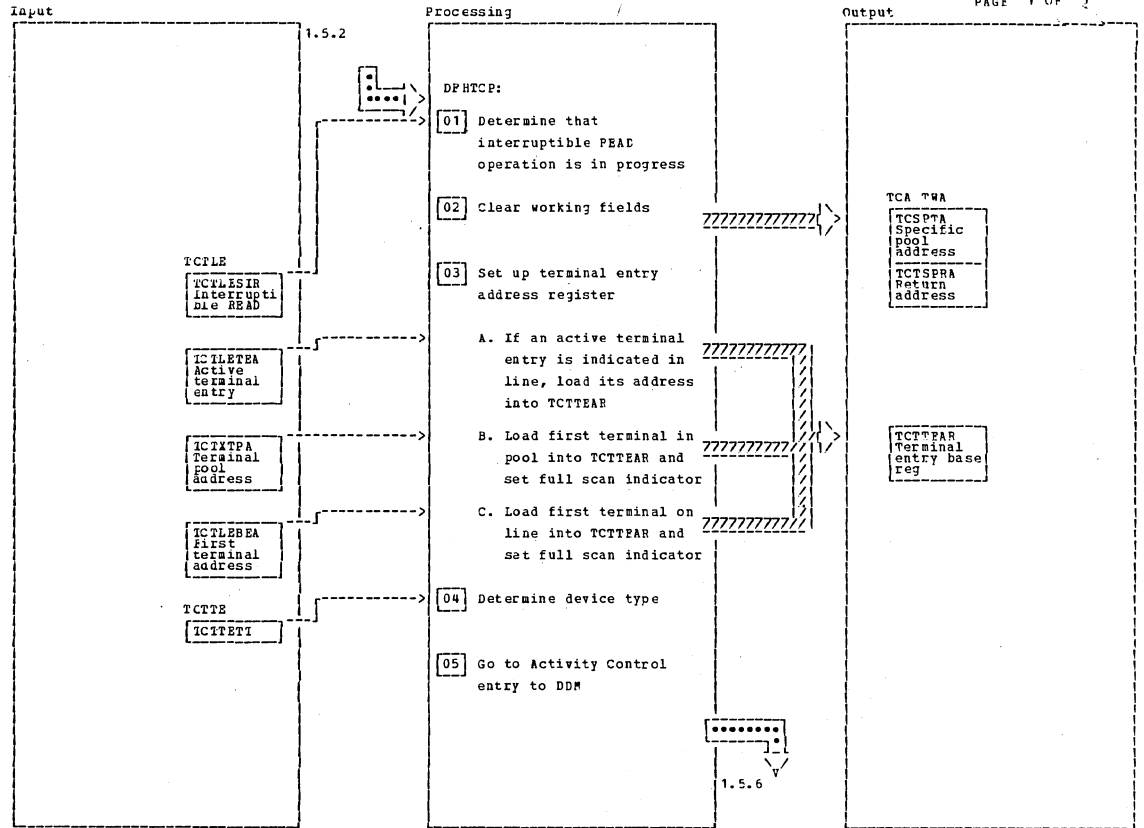 PAGE 1 OF 2
Input
Processing
Output
1.5.2
DFHTCP:
01 Determine that
interruptible READ
operation is in progress
02 Clear working fields
TCA TWA
TCSPTA
Specific
pool
address
TCTSPRA
Return
address
TCTLE
TCTLESIR
Interrupti
ble READ
03 Set up terminal entry
address register
TCTLETEA
Active
terminal
entry
A. If an active terminal
entry is indicated in
line, load its address
into TCTTEAR
TCTXTPA
Terminal
pool
address
B. Load first terminal in
pool into TCTTEAR and
set full scan indicator
TCTTEAR
Terminal
entry base
reg
TCTLEBEA
First
terminal
address
C. Load first terminal on
line into TCTTEAR and
set full scan indicator
TCTTE
TCTTETT
04 Determine device type
05 Go to Activity Control
entry to DDM
1.5.6